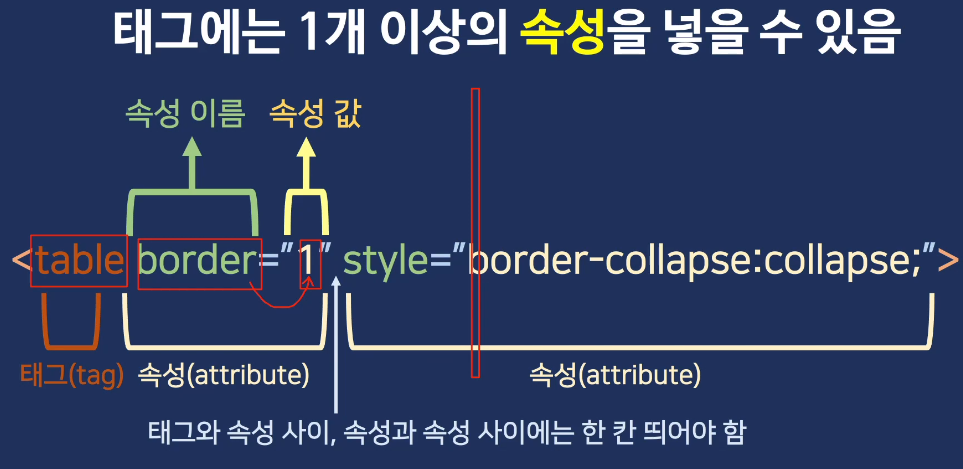 태그에는 1개 이상의 속성을 넣을 수 있음
속성 이름 속성 값
<table border="1" style="border-collapse:collapse;">
태그(tag) 속성(attribute) 속성(attribute)
태그와 속성 사이, 속성과 속성 사이에는 한 칸 띄어야 함